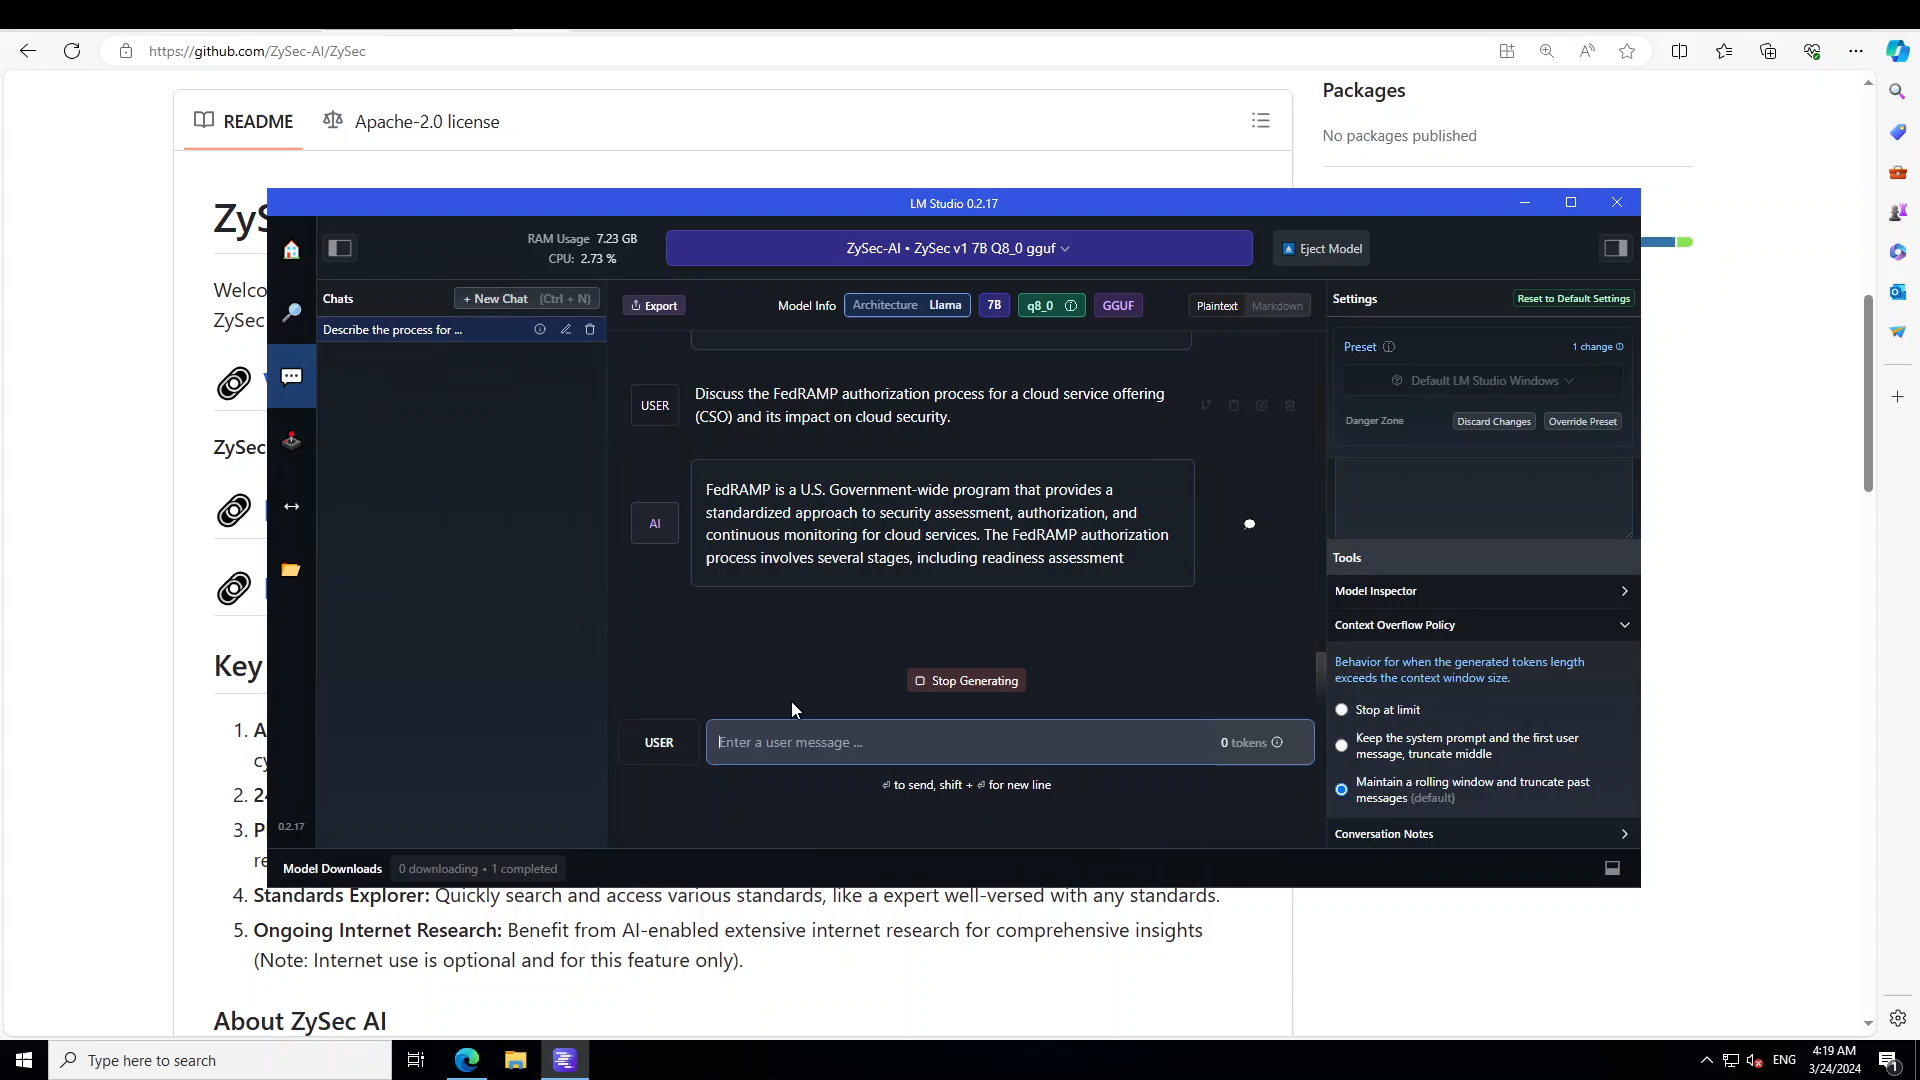 https://github.com/ZySec-AI/ZySec
README
Apache-2.0 license
Packages
No packages published
ZyS
Welco
ZySec
ZySec
Key
1. A
cy
2. 24
3. P
re
4. Standards Explorer: Quickly search and access various standards, like a expert well-versed with any standards.
5. Ongoing Internet Research: Benefit from AI-enabled extensive internet research for comprehensive insights
(Note: Internet use is optional and for this feature only).
About ZySec AI
LM Studio 0.2.17
RAM Usage 7.23 GB
CPU: 2.73 %
ZySec-AI • ZySec v1 7B Q8_0 gguf
Eject Model
Chats
+ New Chat (Ctrl + N)
Describe the process for ...
0.2.17
Export
Model Info
Architecture Llama
7B
q8_0
GGUF
Plaintext Markdown
USER
Discuss the FedRAMP authorization process for a cloud service offering
(CSO) and its impact on cloud security.
AI
FedRAMP is a U.S. Government-wide program that provides a
standardized approach to security assessment, authorization, and
continuous monitoring for cloud services. The FedRAMP authorization
process involves several stages, including readiness assessment
Stop Generating
USER
Enter a user message ...
0 tokens
⏎ to send, shift + ⏎ for new line
Settings
Reset to Default Settings
Preset
1 change
Default LM Studio Windows
Danger Zone
Discard Changes
Override Preset
Tools
Model Inspector
Context Overflow Policy
Behavior for when the generated tokens length
exceeds the context window size.
Stop at limit
Keep the system prompt and the first user
message, truncate middle
Maintain a rolling window and truncate past
messages (default)
Conversation Notes
Model Downloads
0 downloading • 1 completed
Type here to search
ENG
4:19 AM
3/24/2024
1